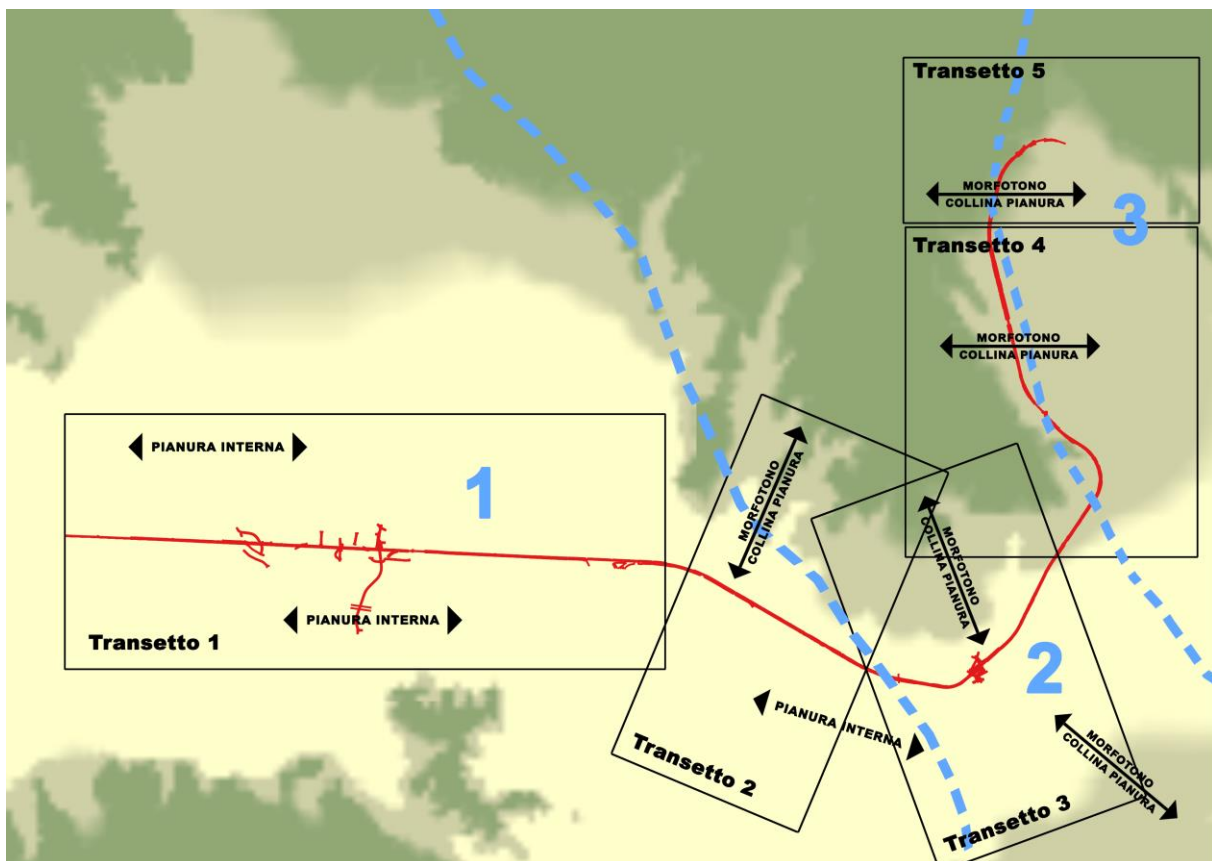 Transetto 5
MORFOTONO
COLLINA PIANURA
3
Transetto 4
MORFOTONO
COLLINA PIANURA
PIANURA INTERNA
1
PIANURA INTERNA
Transetto 1
MORFOTONO
COLLINA PIANURA
PIANURA INTERNA
Transetto 2
MORFOTONO
COLLINA PIANURA
2
MORFOTONO
COLLINA PIANURA
Transetto 3